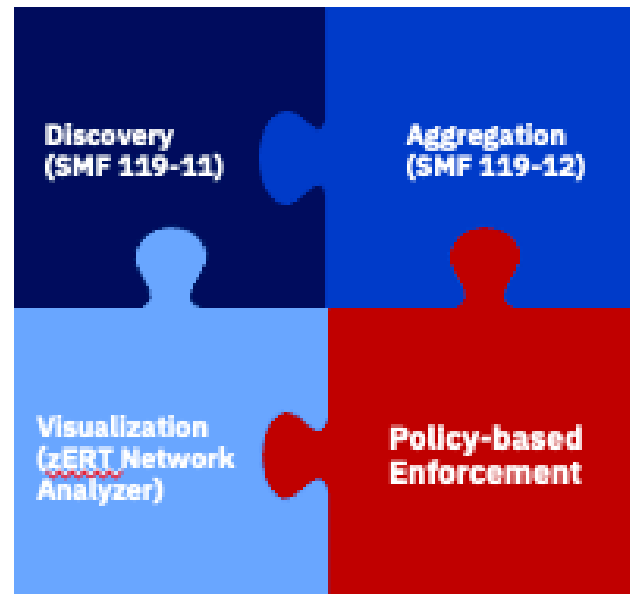 Discovery
(SMF 119-11)
Aggregation
(SMF 119-12)
Visualization
(zERT Network
Analyzer)
Policy-based
Enforcement